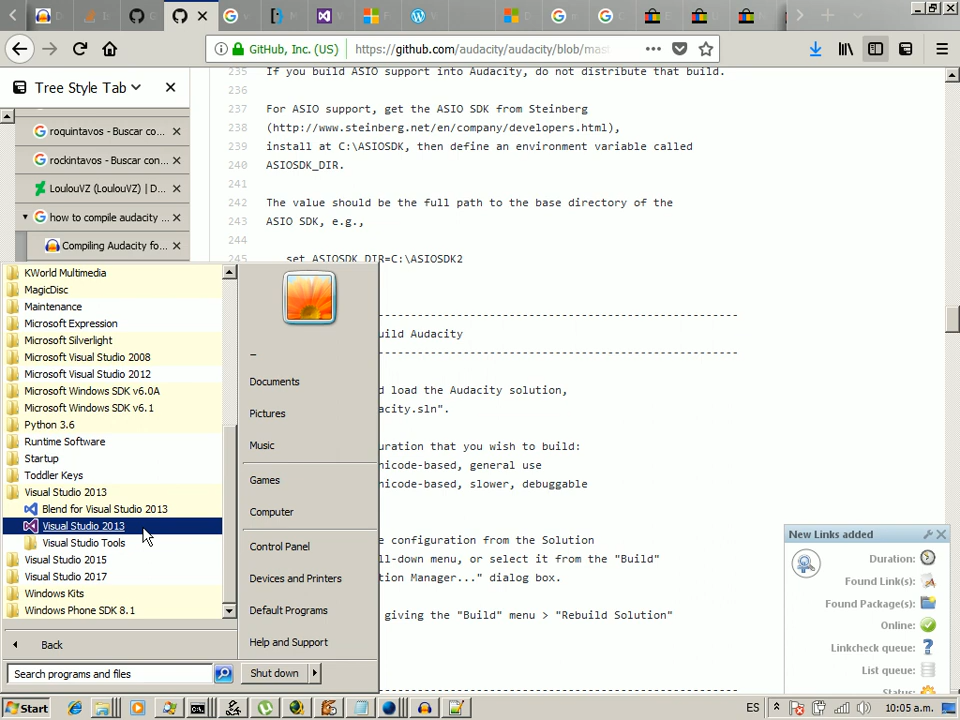 GitHub, Inc. (US)
https://github.com/audacity/audacity/blob/mast
Tree Style Tab
roquintavos - Buscar co...
rockintavos - Buscar con...
LoulouVZ (LoulouVZ) | D...
how to compile audacity ...
Compiling Audacity fo...
235 If you build ASIO support into Audacity, do not distribute that build.
236
237 For ASIO support, get the ASIO SDK from Steinberg
238 (http://www.steinberg.net/en/company/developers.html),
239 install at C:\ASIOSDK, then define an environment variable called
240 ASIOSDK_DIR.
241
242 The value should be the full path to the base directory of the
243 ASIO SDK, e.g.,
244
245 set ASIOSDK_DIR=C:\ASIOSDK2
uild Audacity
d load the Audacity solution,
acity.sln".
uration that you wish to build:
nicode-based, general use
nicode-based, slower, debuggable
e configuration from the Solution
ll-down menu, or select it from the "Build"
tion Manager..." dialog box.
giving the "Build" menu > "Rebuild Solution"
KWorld Multimedia
MagicDisc
Maintenance
Microsoft Expression
Microsoft Silverlight
Microsoft Visual Studio 2008
Microsoft Visual Studio 2012
Microsoft Windows SDK v6.0A
Microsoft Windows SDK v6.1
Python 3.6
Runtime Software
Startup
Toddler Keys
Visual Studio 2013
Blend for Visual Studio 2013
Visual Studio 2013
Visual Studio Tools
Visual Studio 2015
Visual Studio 2017
Windows Kits
Windows Phone SDK 8.1
Back
Search programs and files
Documents
Pictures
Music
Games
Computer
Control Panel
Devices and Printers
Default Programs
Help and Support
Shut down
New Links added
Duration:
Found Link(s):
Found Package(s):
Online:
Linkcheck queue:
List queue:
Status:
Start
ES
10:05 a.m.